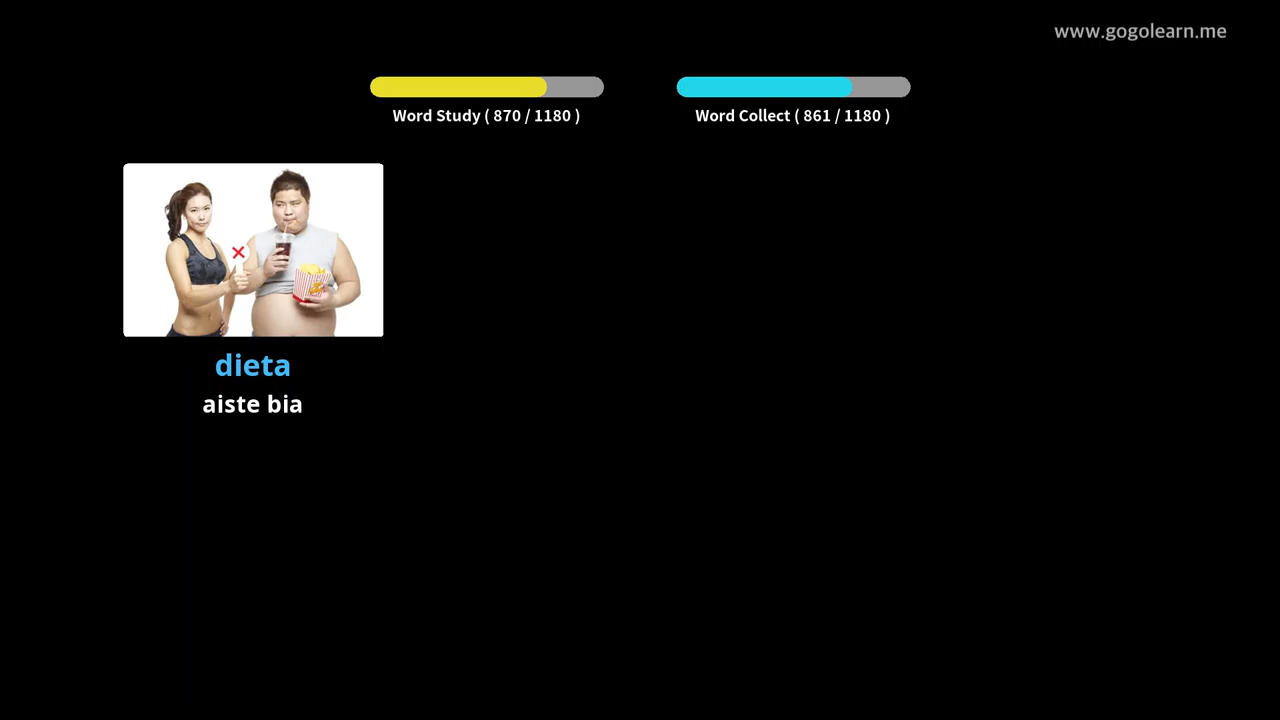 www.gogolearn.me
Word Study ( 870 / 1180 )
Word Collect ( 861 / 1180 )
dieta
aiste bia